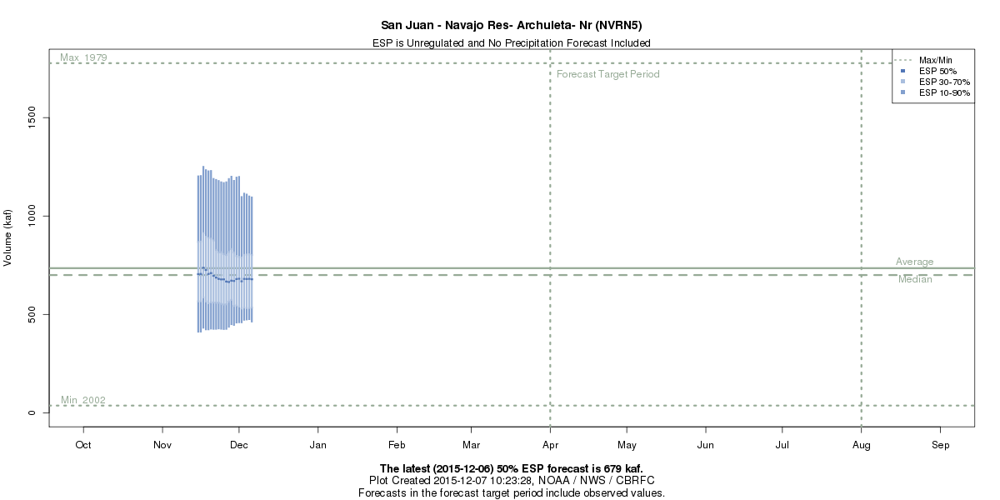 San Juan - Navajo Res- Archuleta- Nr (NVRN5)
ESP is Unregulated and No Precipitation Forecast Included
Max 1979
Forecast Target Period
Max/Min
ESP 50%
ESP 30-70%
ESP 10-90%
1500
1000
500
0
Volume (kaf)
Average
Median
Min 2002
Oct Nov Dec Jan Feb Mar Apr May Jun Jul Aug Sep
The latest (2015-12-06) 50% ESP forecast is 679 kaf.
Plot Created 2015-12-07 10:23:28, NOAA / NWS / CBRFC
Forecasts in the forecast target period include observed values.